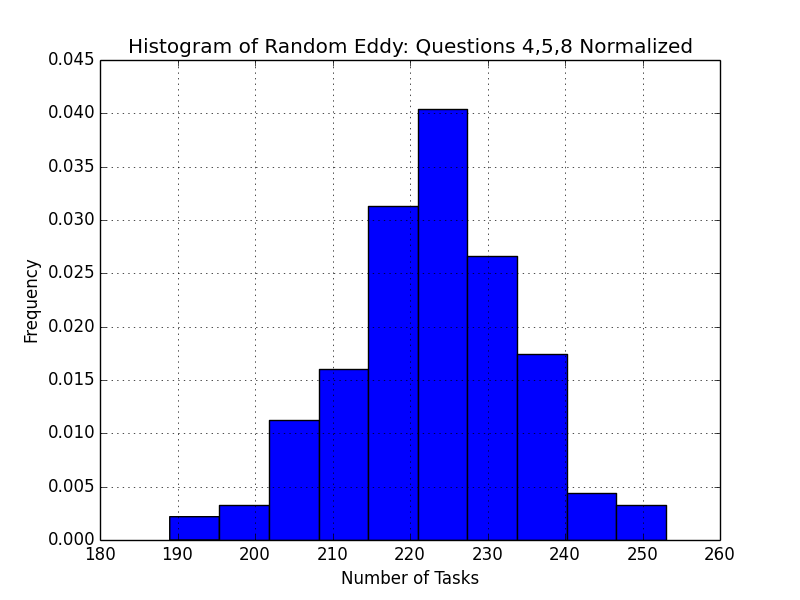 Histogram of Random Eddy: Questions 4,5,8 Normalized
0.045
0.040
0.035
0.030
0.025
0.020
0.015
0.010
0.005
0.000
Frequency
180 190 200 210 220 230 240 250 260
Number of Tasks